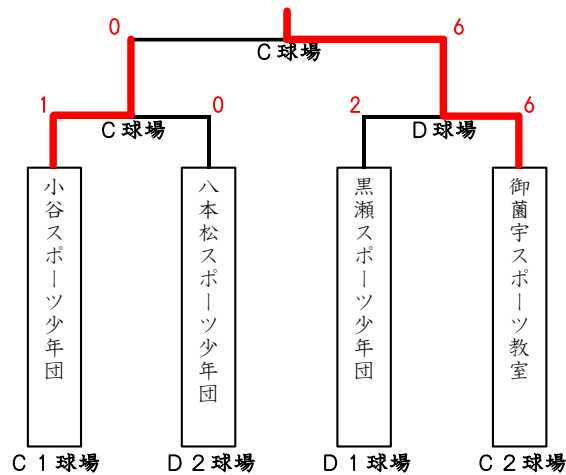 0
6
C球場
1
0
2
6
C球場
D球場
小谷スポーツ少年団
八本松スポーツ少年団
黒瀬スポーツ少年団
御薗宇スポーツ教室
C1球場
D2球場
D1球場
C2球場